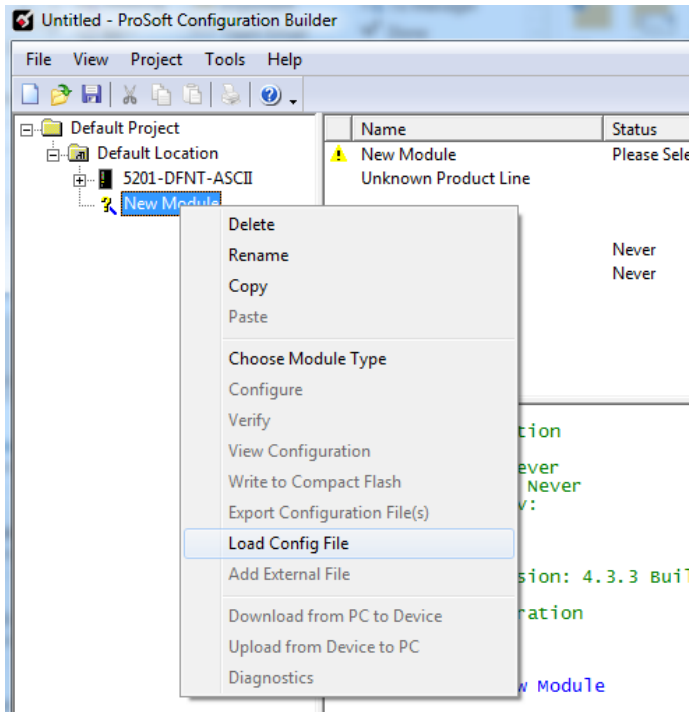 Untitled - ProSoft Configuration Builder
File View Project Tools Help
Default Project
Default Location
5201-DFNT-ASCII
New Module
Name Status
New Module Please Sele
Unknown Product Line
Never
Never
Delete
Rename
Copy
Paste
Choose Module Type
Configure
Verify
View Configuration
Write to Compact Flash
Export Configuration File(s)
Load Config File
Add External File
Download from PC to Device
Upload from Device to PC
Diagnostics
tion
ever
Never
v:
sion: 4.3.3 Buil
ration
w Module